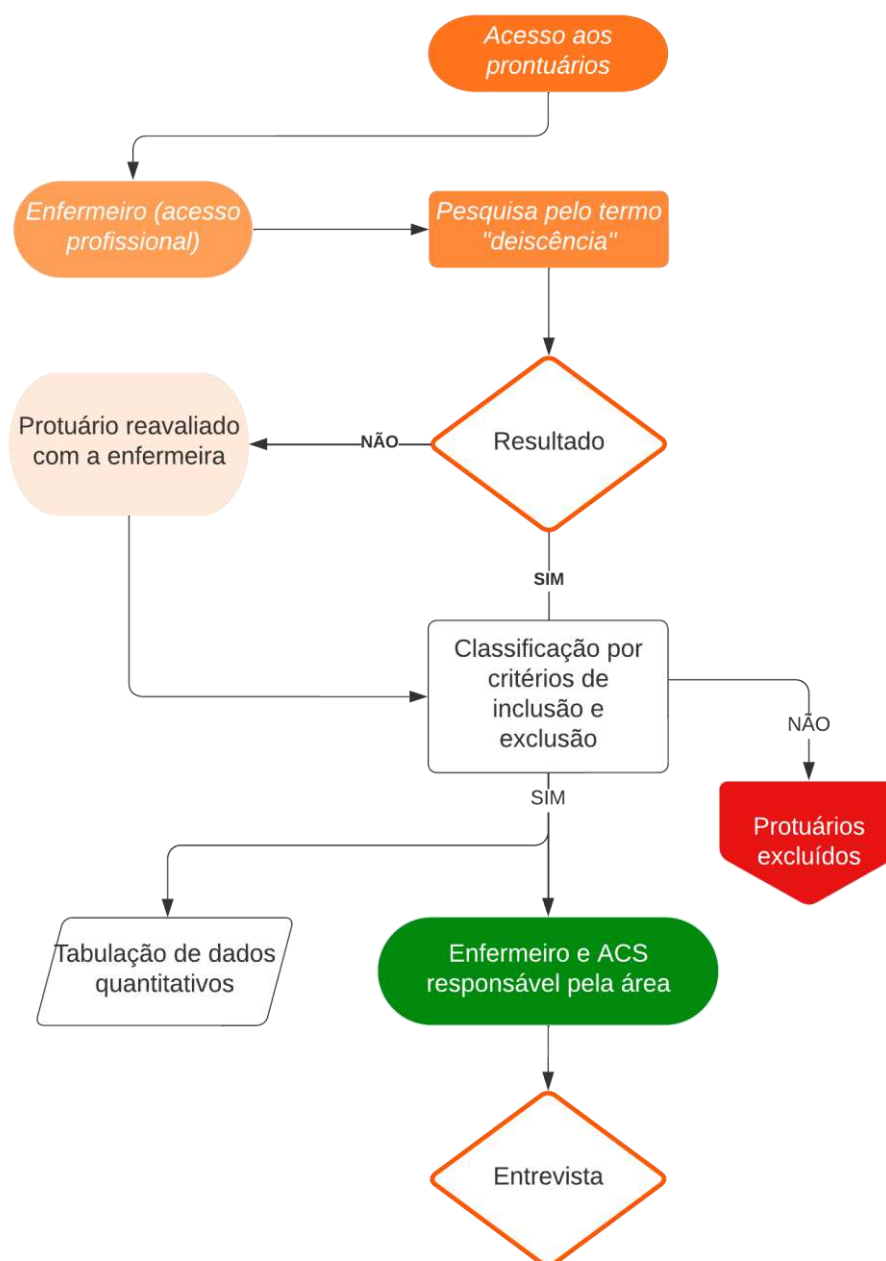 Acesso aos
prontuários
Enfermeiro (acesso
profissional)
Pesquisa pelo termo
"deiscência"
Protuário reavaliado
com a enfermeira
NÃO
Resultado
SIM
Classificação por
critérios de
inclusão e
exclusão
NÃO
SIM
Protuários
excluídos
Tabulação de dados
quantitativos
Enfermeiro e ACS
responsável pela área
Entrevista